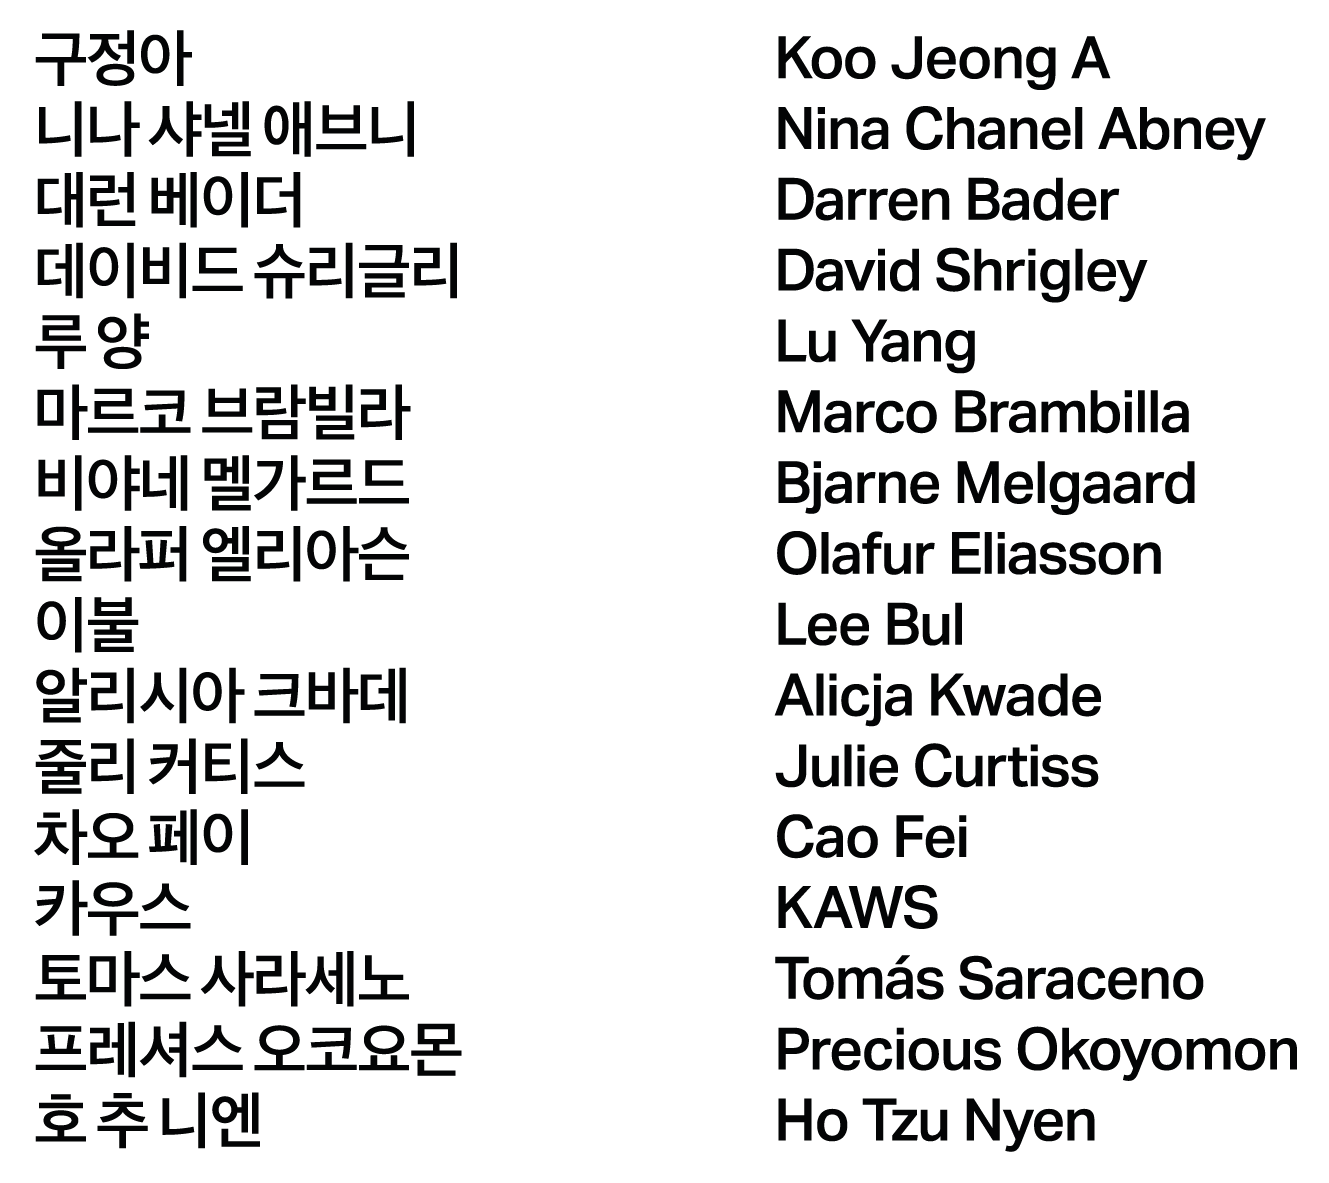 구정아 Koo Jeong A
니나 샤넬 애브니 Nina Chanel Abney
대런 베이더 Darren Bader
데이비드 슈리글리 David Shrigley
루 양 Lu Yang
마르코 브람빌라 Marco Brambilla
비야네 멜가르드 Bjarne Melgaard
올라퍼 엘리아슨 Olafur Eliasson
이불 Lee Bul
알리시아 크바데 Alicja Kwade
줄리 커티스 Julie Curtiss
차오 페이 Cao Fei
카우스 KAWS
토마스 사라세노 Tomás Saraceno
프레셔스 오코요몬 Precious Okoyomon
호 추 니엔 Ho Tzu Nyen